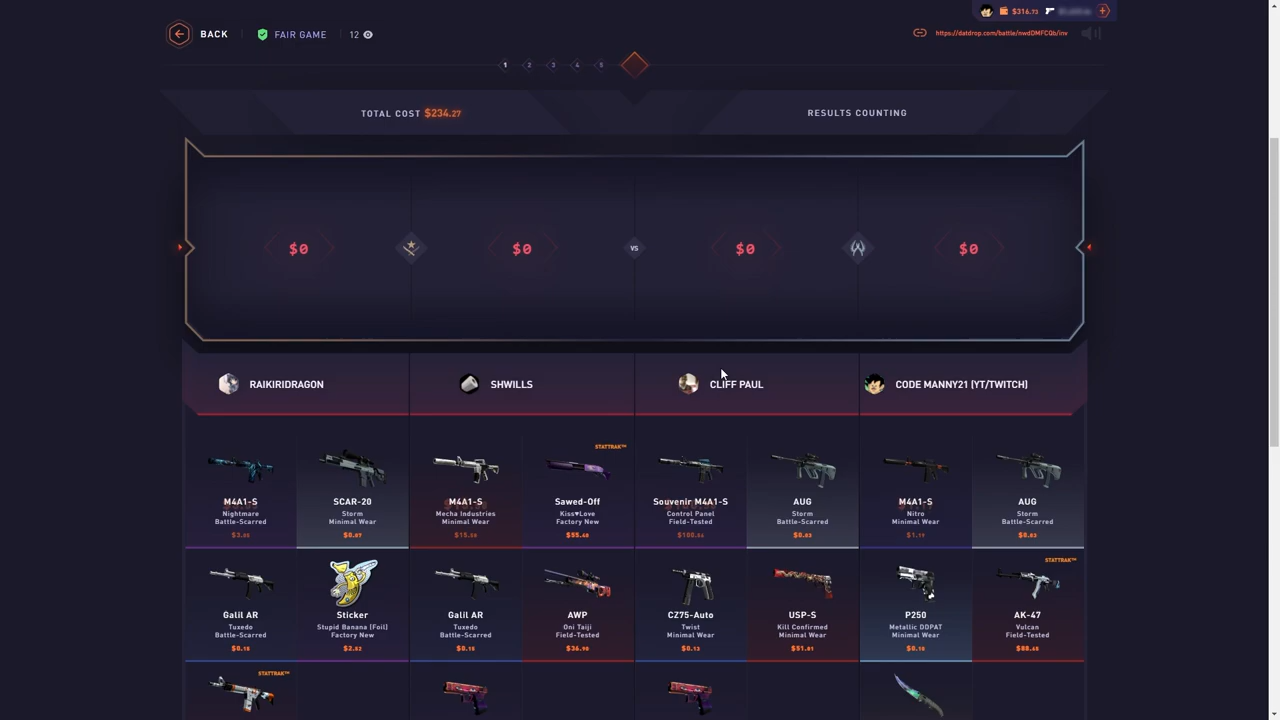 $316.73
BACK
FAIR GAME
12
https://datdrop.com/battle/nwdDMFCQb/inv
1 2 3 4 5
TOTAL COST $234.27
RESULTS COUNTING
$0 $0 VS $0 $0
RAIKIRIDRAGON
SHWILLS
CLIFF PAUL
CODE MANNY21 (YT/TWITCH)
STATTRAK™
M4A1-S SCAR-20 M4A1-S Sawed-Off Souvenir M4A1-S AUG M4A1-S AUG
Nightmare Storm Mecha Industries Kiss♥Love Control Panel Storm Nitro Storm
Battle-Scarred Minimal Wear Minimal Wear Factory New Field-Tested Battle-Scarred Minimal Wear Battle-Scarred
$55.40 $1.19
STATTRAK™
Galil AR Sticker Galil AR AWP CZ75-Auto USP-S P250 AK-47
Tuxedo Stupid Banana (Foil) Tuxedo Oni Taiji Twist Kill Confirmed Metallic DDPAT Vulcan
Battle-Scarred Factory New Battle-Scarred Field-Tested Minimal Wear Minimal Wear Minimal Wear Field-Tested
$36.90 $0.13 $51.01
STATTRAK™